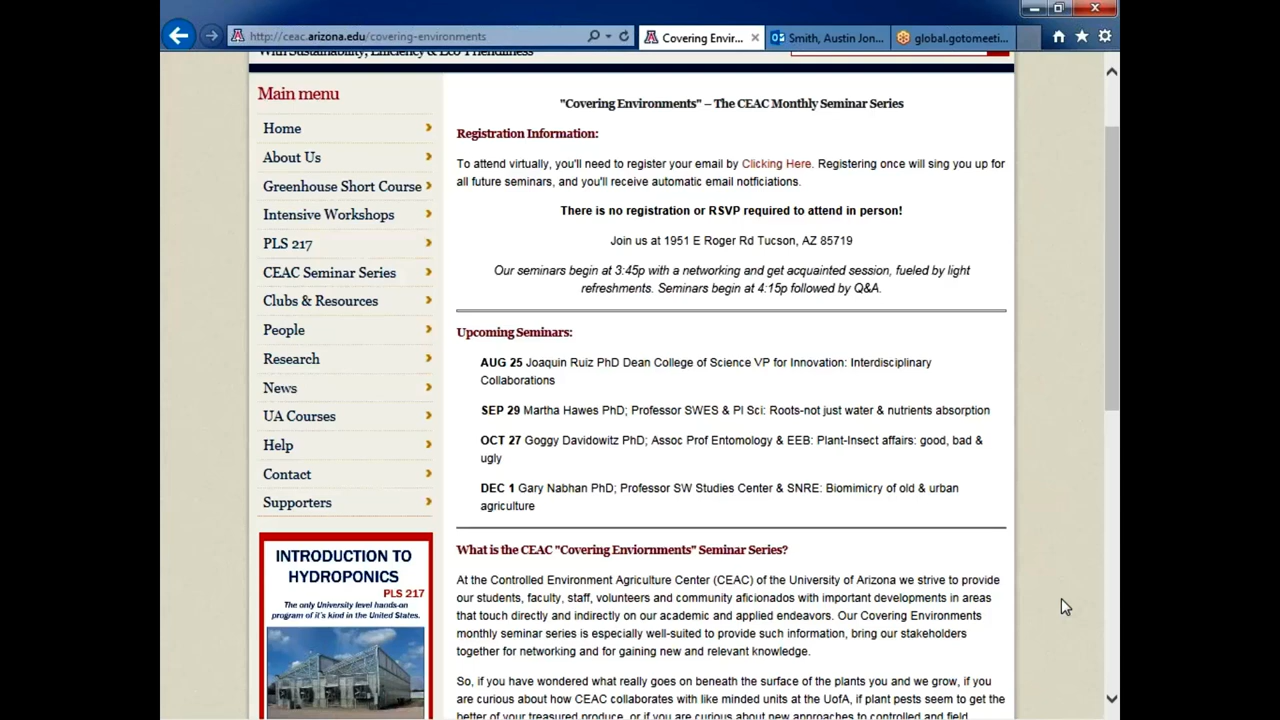 http://ceac.arizona.edu/covering-environments
Covering Envir...
Smith, Austin Jon...
global.gotomeeti...
With Sustainability, Efficiency & Eco Friendliness
Main menu
Home
About Us
Greenhouse Short Course
Intensive Workshops
PLS 217
CEAC Seminar Series
Clubs & Resources
People
Research
News
UA Courses
Help
Contact
Supporters
INTRODUCTION TO
HYDROPONICS
PLS 217
The only University level hands-on
program of it's kind in the United States.
"Covering Environments" – The CEAC Monthly Seminar Series
Registration Information:
To attend virtually, you'll need to register your email by Clicking Here. Registering once will sing you up for
all future seminars, and you'll receive automatic email notficiations.
There is no registration or RSVP required to attend in person!
Join us at 1951 E Roger Rd Tucson, AZ 85719
Our seminars begin at 3:45p with a networking and get acquainted session, fueled by light
refreshments. Seminars begin at 4:15p followed by Q&A.
Upcoming Seminars:
AUG 25 Joaquin Ruiz PhD Dean College of Science VP for Innovation: Interdisciplinary
Collaborations
SEP 29 Martha Hawes PhD; Professor SWES & Pl Sci: Roots-not just water & nutrients absorption
OCT 27 Goggy Davidowitz PhD; Assoc Prof Entomology & EEB: Plant-Insect affairs: good, bad &
ugly
DEC 1 Gary Nabhan PhD; Professor SW Studies Center & SNRE: Biomimicry of old & urban
agriculture
What is the CEAC "Covering Enviornments" Seminar Series?
At the Controlled Environment Agriculture Center (CEAC) of the University of Arizona we strive to provide
our students, faculty, staff, volunteers and community aficionados with important developments in areas
that touch directly and indirectly on our academic and applied endeavors. Our Covering Environments
monthly seminar series is especially well-suited to provide such information, bring our stakeholders
together for networking and for gaining new and relevant knowledge.
So, if you have wondered what really goes on beneath the surface of the plants you and we grow, if you
are curious about how CEAC collaborates with like minded units at the UofA, if plant pests seem to get the
better of your treasured produce, or if you are curious about new approaches to controlled and field